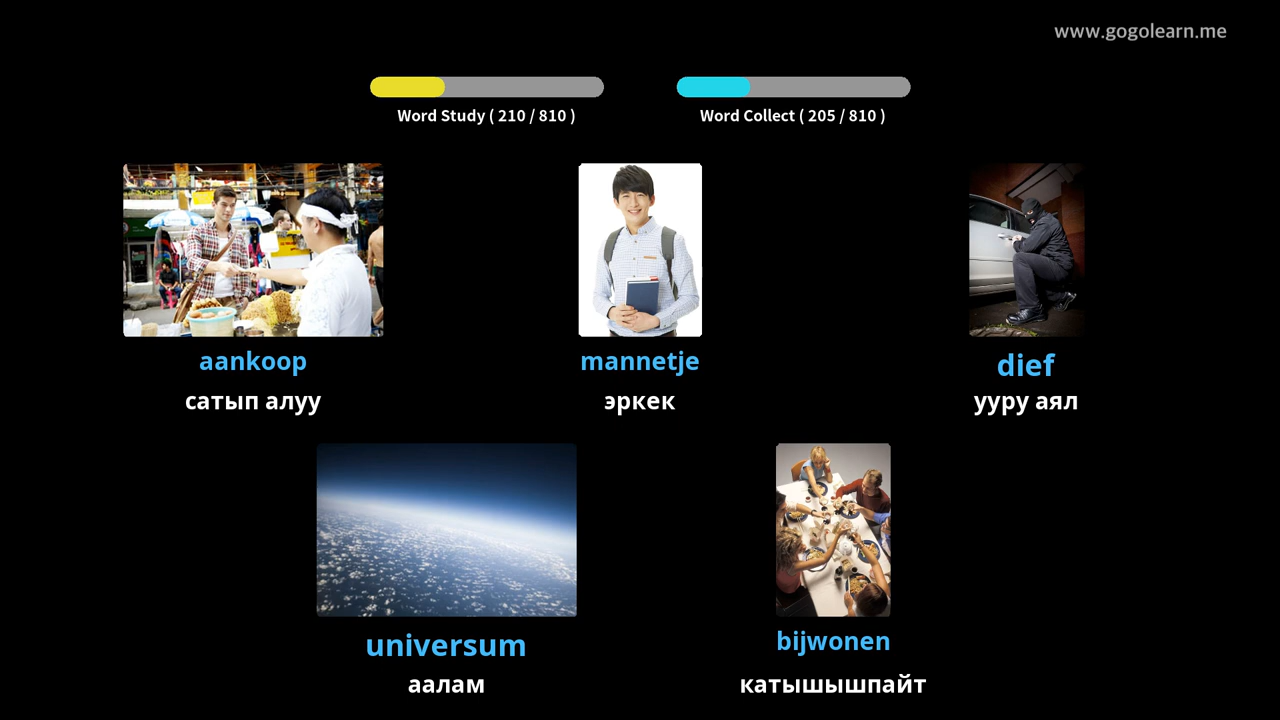 www.gogolearn.me
Word Study ( 210 / 810 )
Word Collect ( 205 / 810 )
aankoop
mannetje
dief
сатып алуу
эркек
ууру аял
universum
bijwonen
аалам
катышышпайт